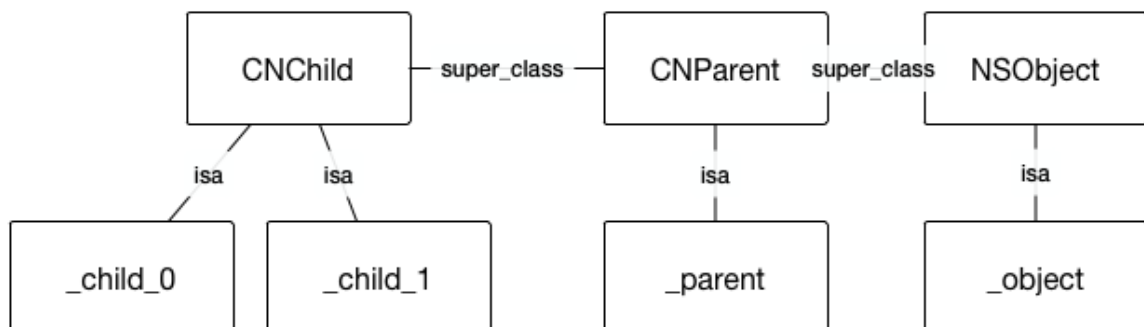 CNChild super_class CNParent super_class NSObject
isa isa isa isa
_child_0 _child_1 _parent _object